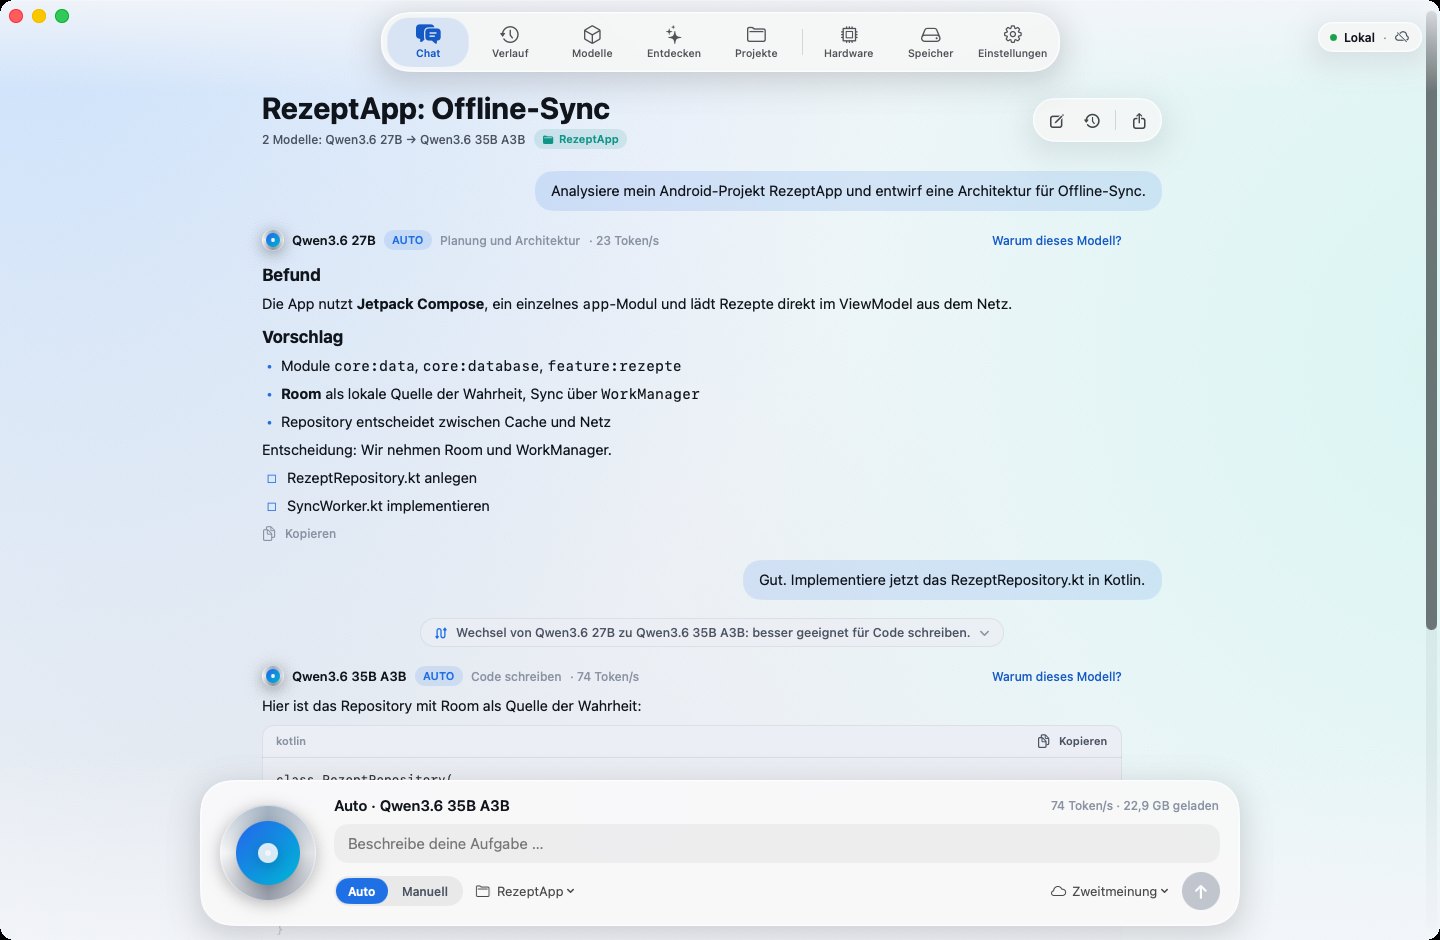 Chat
Verlauf
Modelle
Entdecken
Projekte
Hardware
Speicher
Einstellungen
Lokal ·
RezeptApp: Offline-Sync
2 Modelle: Qwen3.6 27B → Qwen3.6 35B A3B RezeptApp
Analysiere mein Android-Projekt RezeptApp und entwirf eine Architektur für Offline-Sync.
Qwen3.6 27B AUTO Planung und Architektur · 23 Token/s Warum dieses Modell?
Befund
Die App nutzt Jetpack Compose, ein einzelnes app-Modul und lädt Rezepte direkt im ViewModel aus dem Netz.
Vorschlag
• Module core:data, core:database, feature:rezepte
• Room als lokale Quelle der Wahrheit, Sync über WorkManager
• Repository entscheidet zwischen Cache und Netz
Entscheidung: Wir nehmen Room und WorkManager.
RezeptRepository.kt anlegen
SyncWorker.kt implementieren
Kopieren
Gut. Implementiere jetzt das RezeptRepository.kt in Kotlin.
Wechsel von Qwen3.6 27B zu Qwen3.6 35B A3B: besser geeignet für Code schreiben.
Qwen3.6 35B A3B AUTO Code schreiben · 74 Token/s Warum dieses Modell?
Hier ist das Repository mit Room als Quelle der Wahrheit:
kotlin Kopieren
class RezeptRepository(
Auto · Qwen3.6 35B A3B 74 Token/s · 22,9 GB geladen
Beschreibe deine Aufgabe ...
Auto Manuell RezeptApp Zweitmeinung
}